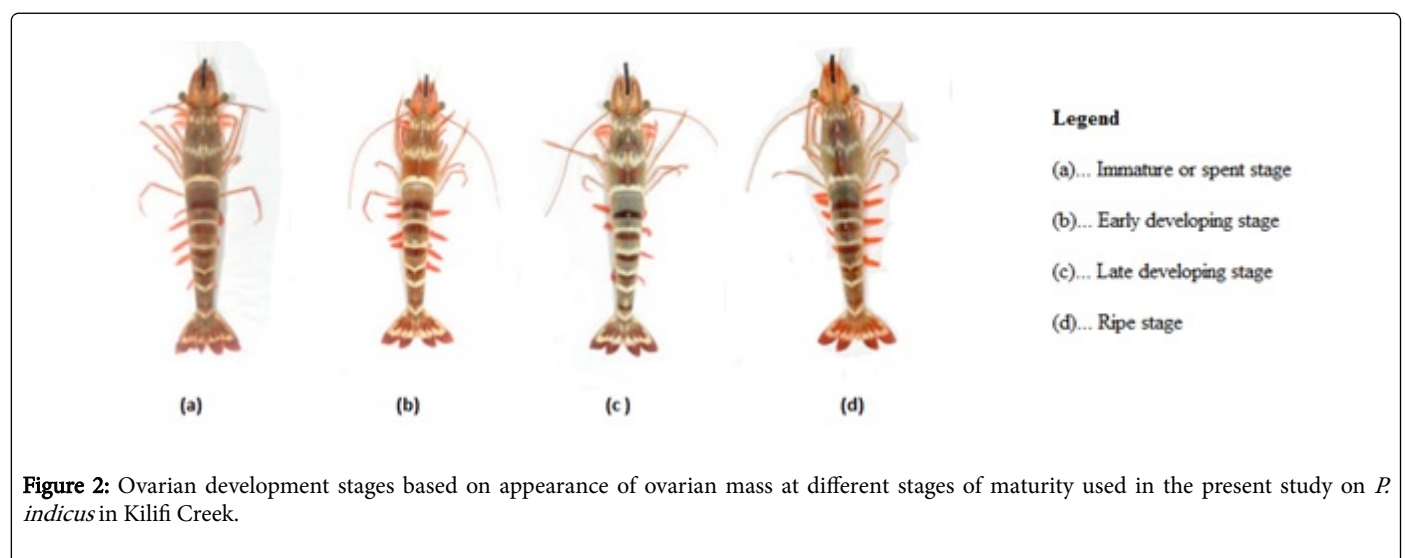 Legend
(a)... Immature or spent stage
(b)... Early developing stage
(c)... Late developing stage
(d)... Ripe stage
(a)
(b)
(c )
(d)
Figure 2: Ovarian development stages based on appearance of ovarian mass at different stages of maturity used in the present study on P.
indicus in Kilifi Creek.